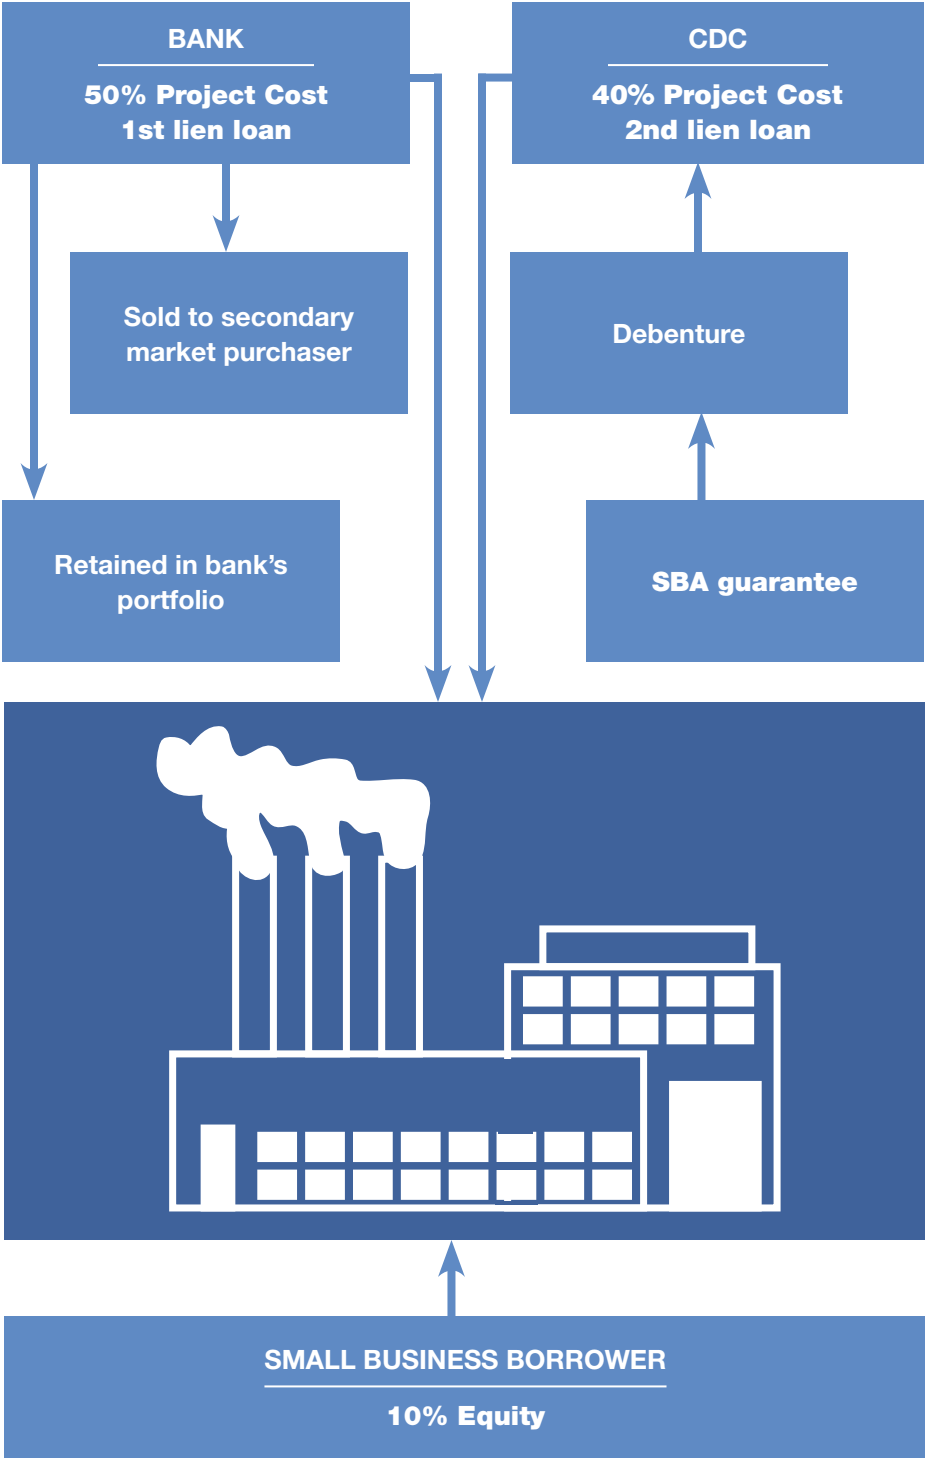 BANK
50% Project Cost
1st lien loan
CDC
40% Project Cost
2nd lien loan
Sold to secondary
market purchaser
Debenture
Retained in bank’s
portfolio
SBA guarantee
SMALL BUSINESS BORROWER
10% Equity